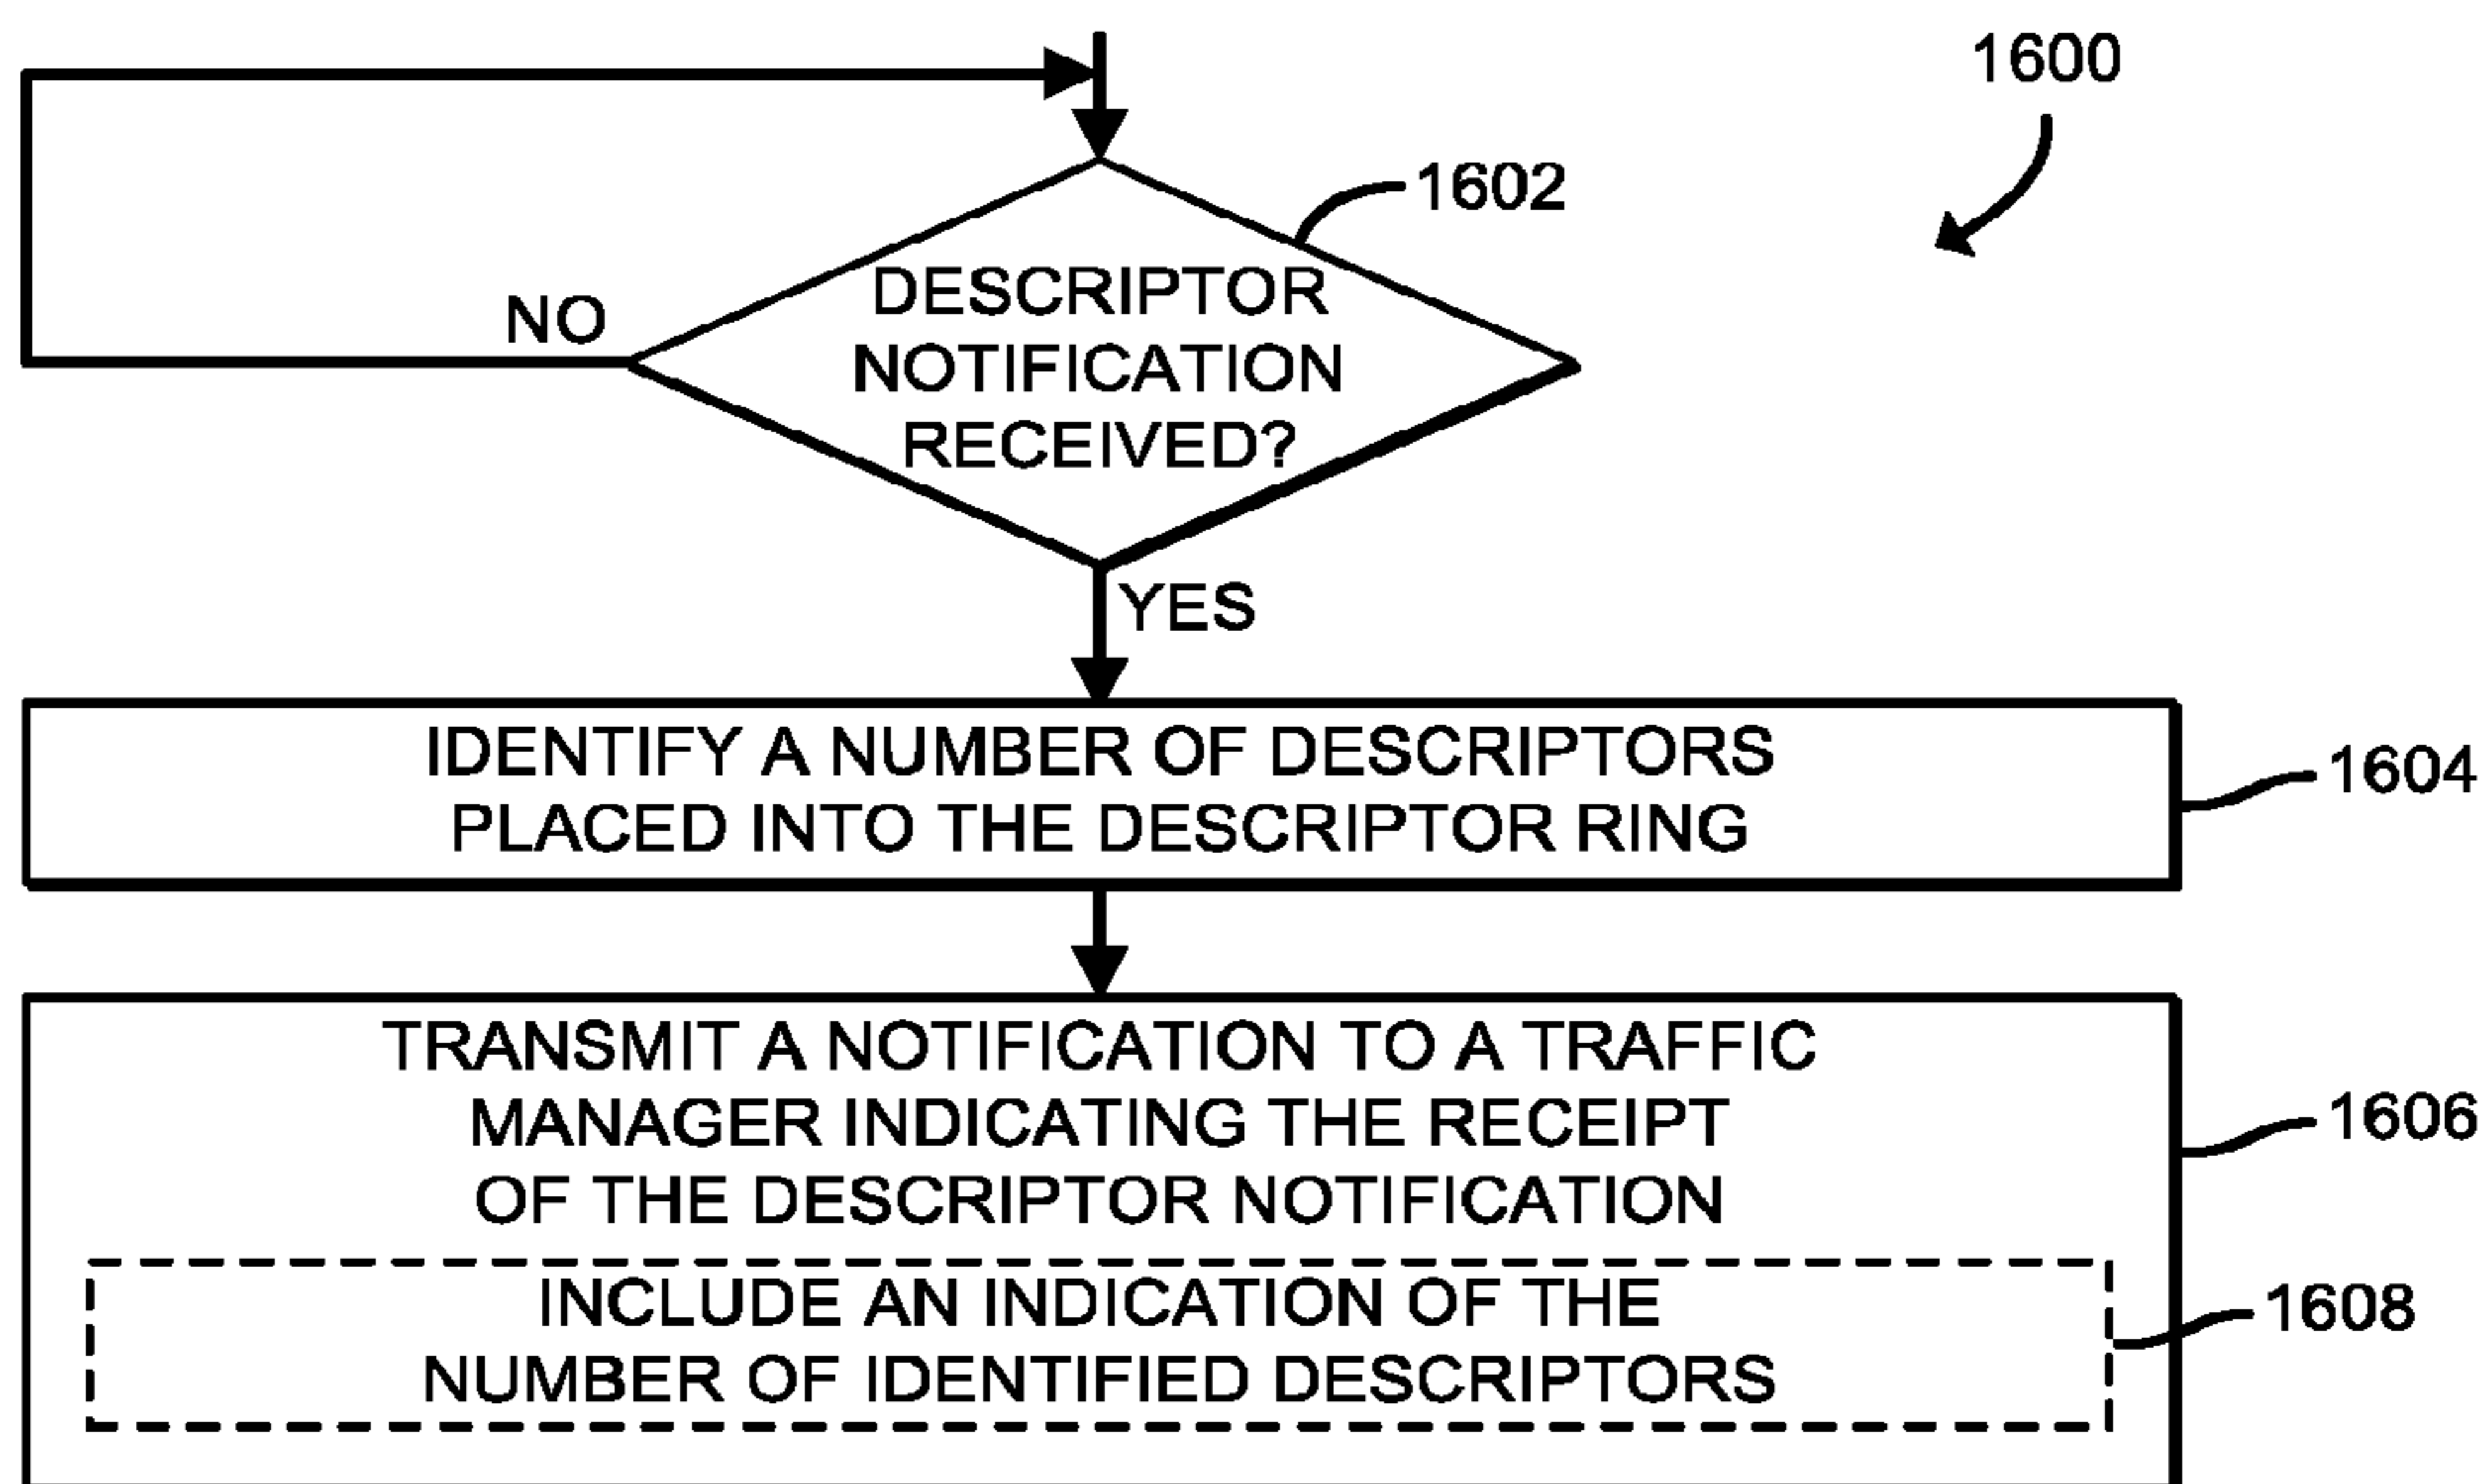 1600
1602
DESCRIPTOR
NOTIFICATION
RECEIVED?
NO
YES
IDENTIFY A NUMBER OF DESCRIPTORS
PLACED INTO THE DESCRIPTOR RING
1604
TRANSMIT A NOTIFICATION TO A TRAFFIC
MANAGER INDICATING THE RECEIPT
OF THE DESCRIPTOR NOTIFICATION
1606
INCLUDE AN INDICATION OF THE
NUMBER OF IDENTIFIED DESCRIPTORS
1608